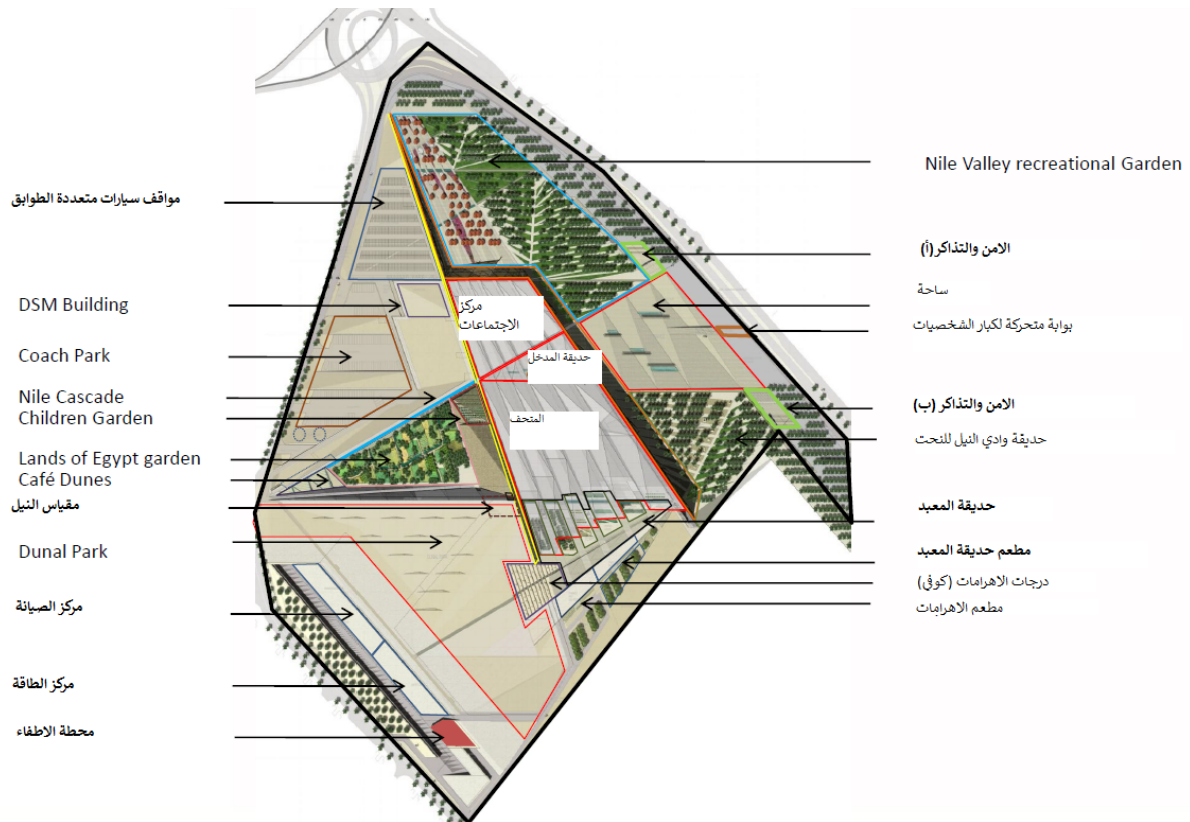 مواقف سيارات متعددة الطوابق
DSM Building
Coach Park
Nile Cascade
Children Garden
Lands of Egypt garden
Café Dunes
مقياس النيل
Dunal Park
مركز الصيانة
مركز الطاقة
محطة الاطفاء
مركز
الاجتماعات
حديقة المدخل
المتحف
Nile Valley recreational Garden
الامن والتذاكر (أ)
ساحة
بوابة متحركة لكبار الشخصيات
الامن والتذاكر (ب)
حديقة وادي النيل للنحت
حديقة المعبد
مطعم حديقة المعبد
درجات الاهرامات (كوفي)
مطعم الاهرامات